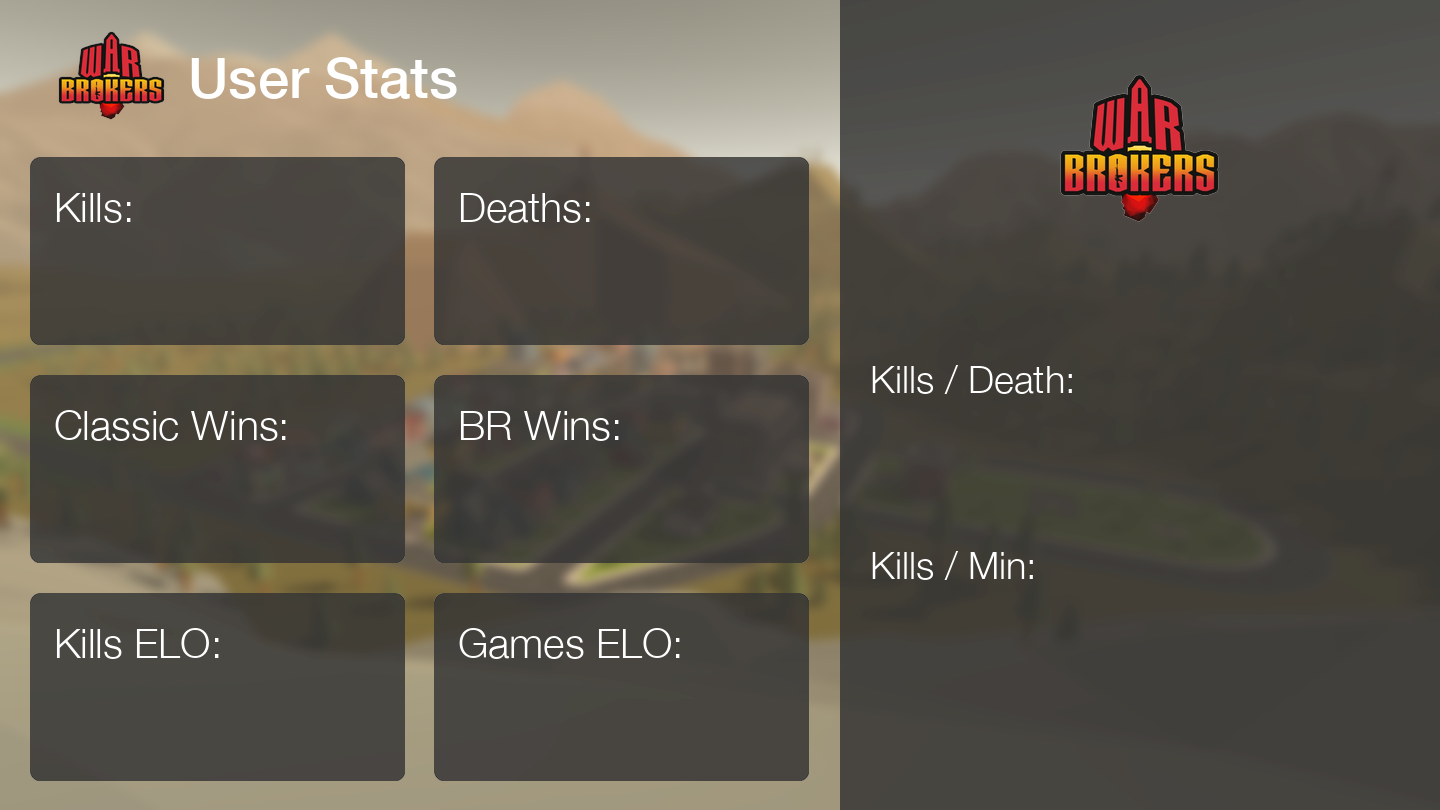 WAR
BROKERS
User Stats
Kills:
Deaths:
Classic Wins:
BR Wins:
Kills ELO:
Games ELO:
WAR
BROKERS
Kills / Death:
Kills / Min: